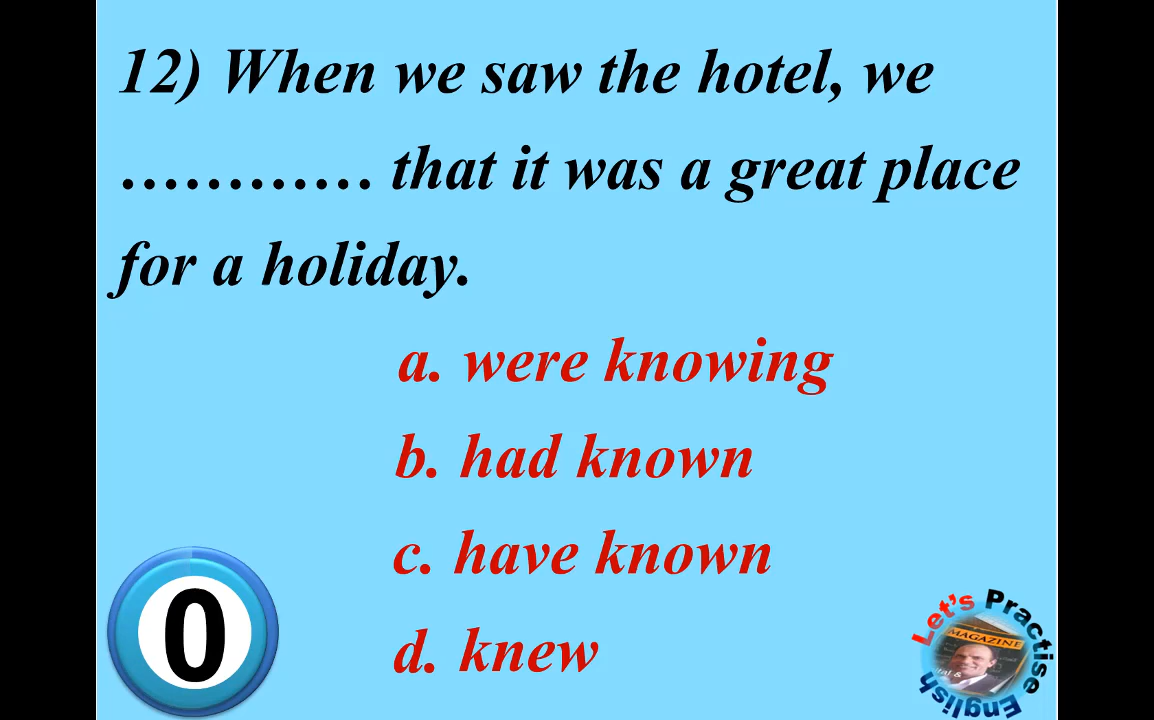 12) When we saw the hotel, we
………… that it was a great place
for a holiday.
a. were knowing
b. had known
c. have known
d. knew
0
Let's Practise
MAGAZINE
English